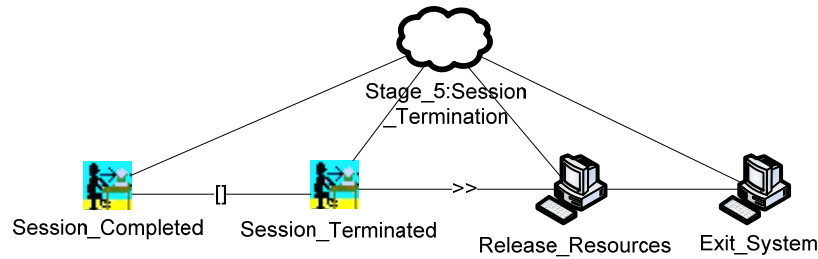 Stage_5:Session
_Termination
[]
>>
Session_Completed
Session_Terminated
Release_Resources
Exit_System